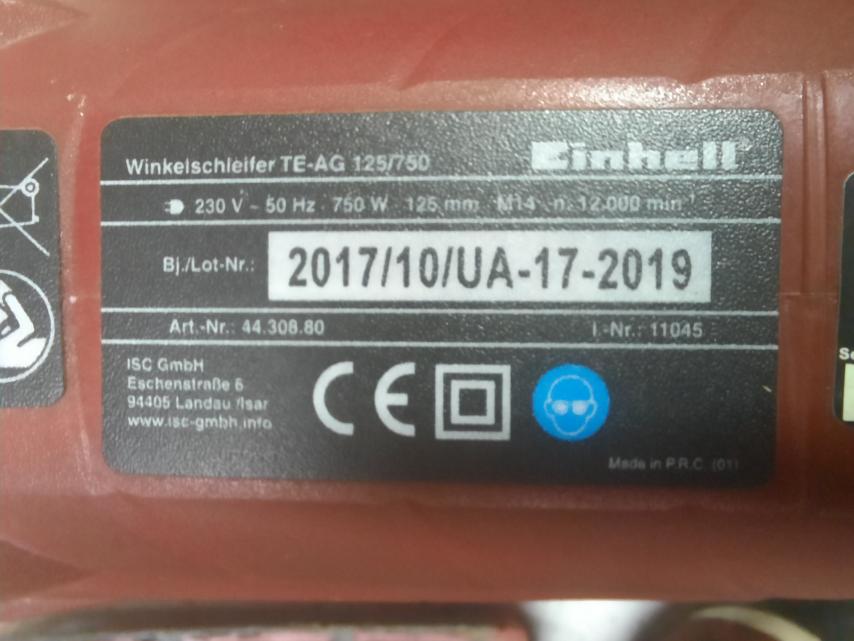 Winkelschleifer TE-AG 125/750
Einhell
230 V ~ 50 Hz · 750 W · 125 mm · M14 · n: 12.000 min⁻¹
Bj./Lot-Nr.: 2017/10/UA-17-2019
Art.-Nr.: 44.308.80 I.-Nr.: 11045
ISC GmbH
Eschenstraße 6
94405 Landau/Isar
www.isc-gmbh.info
CE
Made in P.R.C. (01)
Se